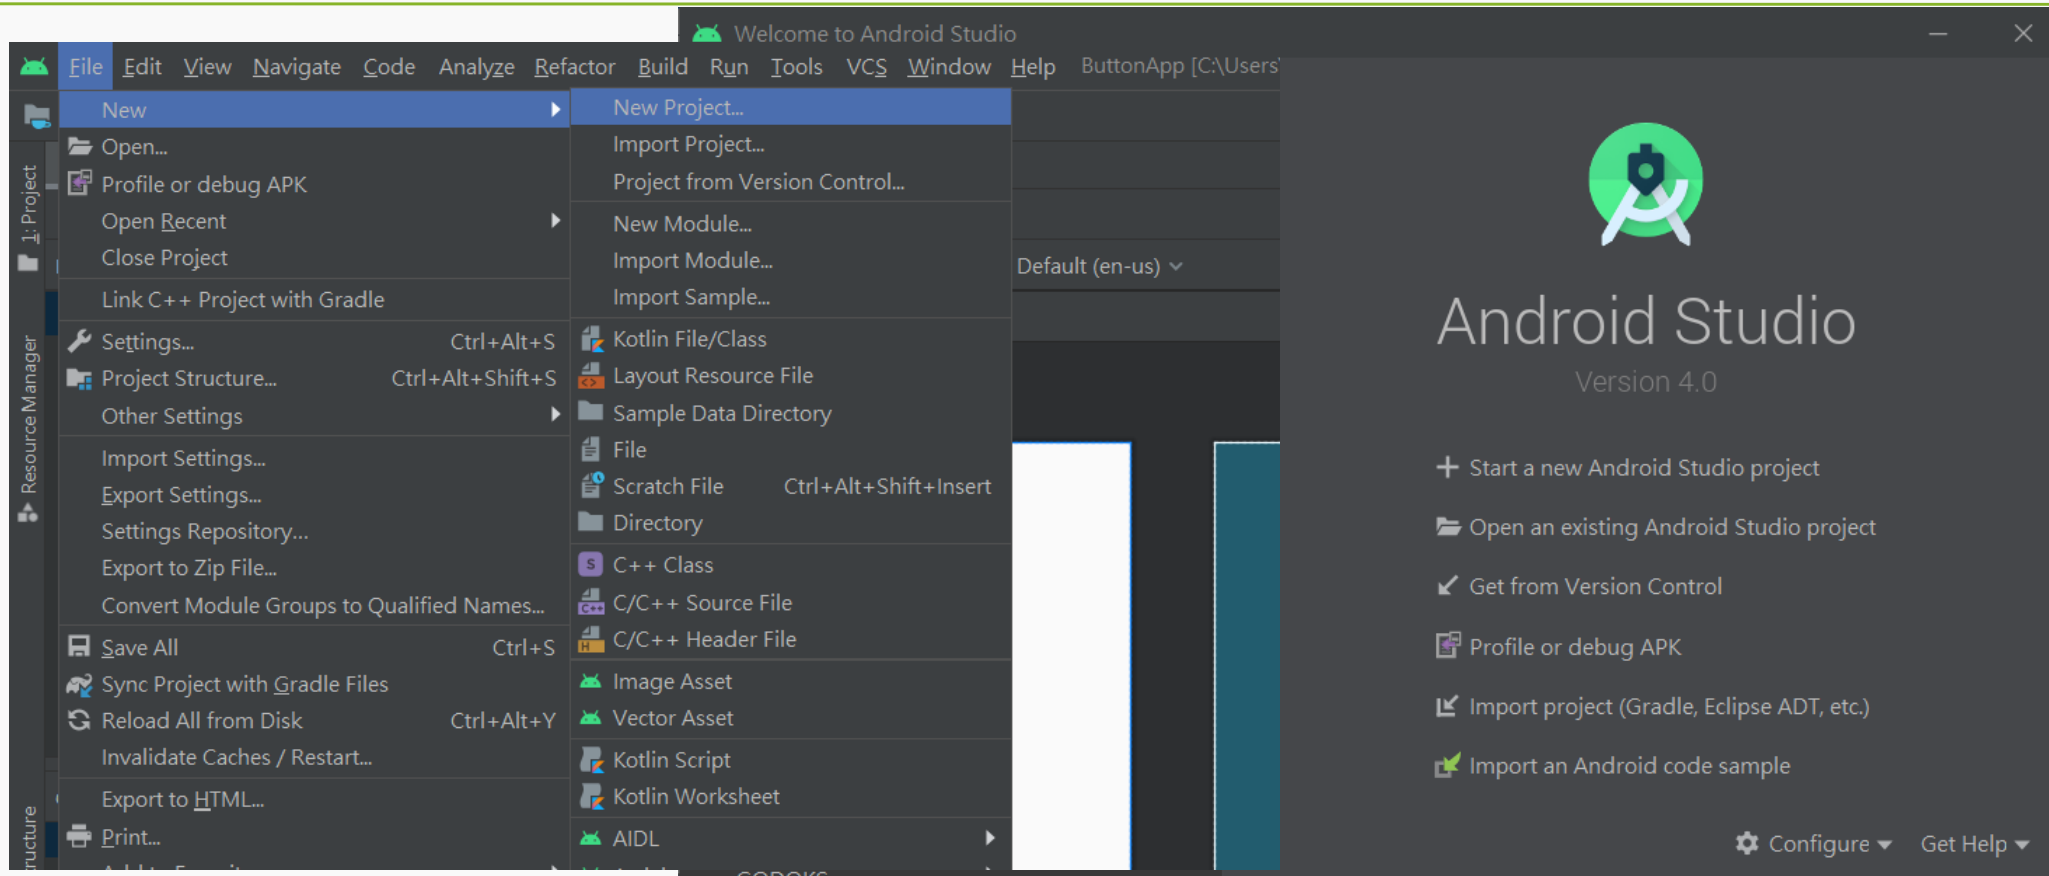 Welcome to Android Studio
File Edit View Navigate Code Analyze Refactor Build Run Tools VCS Window Help ButtonApp [C:\Users\
1: Project
Resource Manager
New
Open...
Profile or debug APK
Open Recent
Close Project
Link C++ Project with Gradle
Settings... Ctrl+Alt+S
Project Structure... Ctrl+Alt+Shift+S
Other Settings
Import Settings...
Export Settings...
Settings Repository...
Export to Zip File...
Convert Module Groups to Qualified Names...
Save All Ctrl+S
Sync Project with Gradle Files
Reload All from Disk Ctrl+Alt+Y
Invalidate Caches / Restart...
Export to HTML...
Print...
New Project...
Import Project...
Project from Version Control...
New Module...
Import Module...
Import Sample...
Kotlin File/Class
Layout Resource File
Sample Data Directory
File
Scratch File Ctrl+Alt+Shift+Insert
Directory
C++ Class
C/C++ Source File
C/C++ Header File
Image Asset
Vector Asset
Kotlin Script
Kotlin Worksheet
AIDL
Default (en-us)
Android Studio
Version 4.0
Start a new Android Studio project
Open an existing Android Studio project
Get from Version Control
Profile or debug APK
Import project (Gradle, Eclipse ADT, etc.)
Import an Android code sample
Configure Get Help